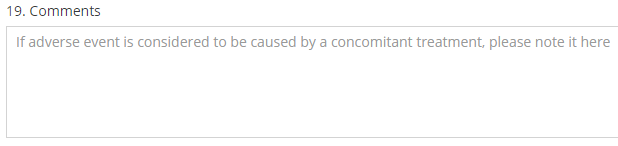 19. Comments
If adverse event is considered to be caused by a concomitant treatment, please note it here